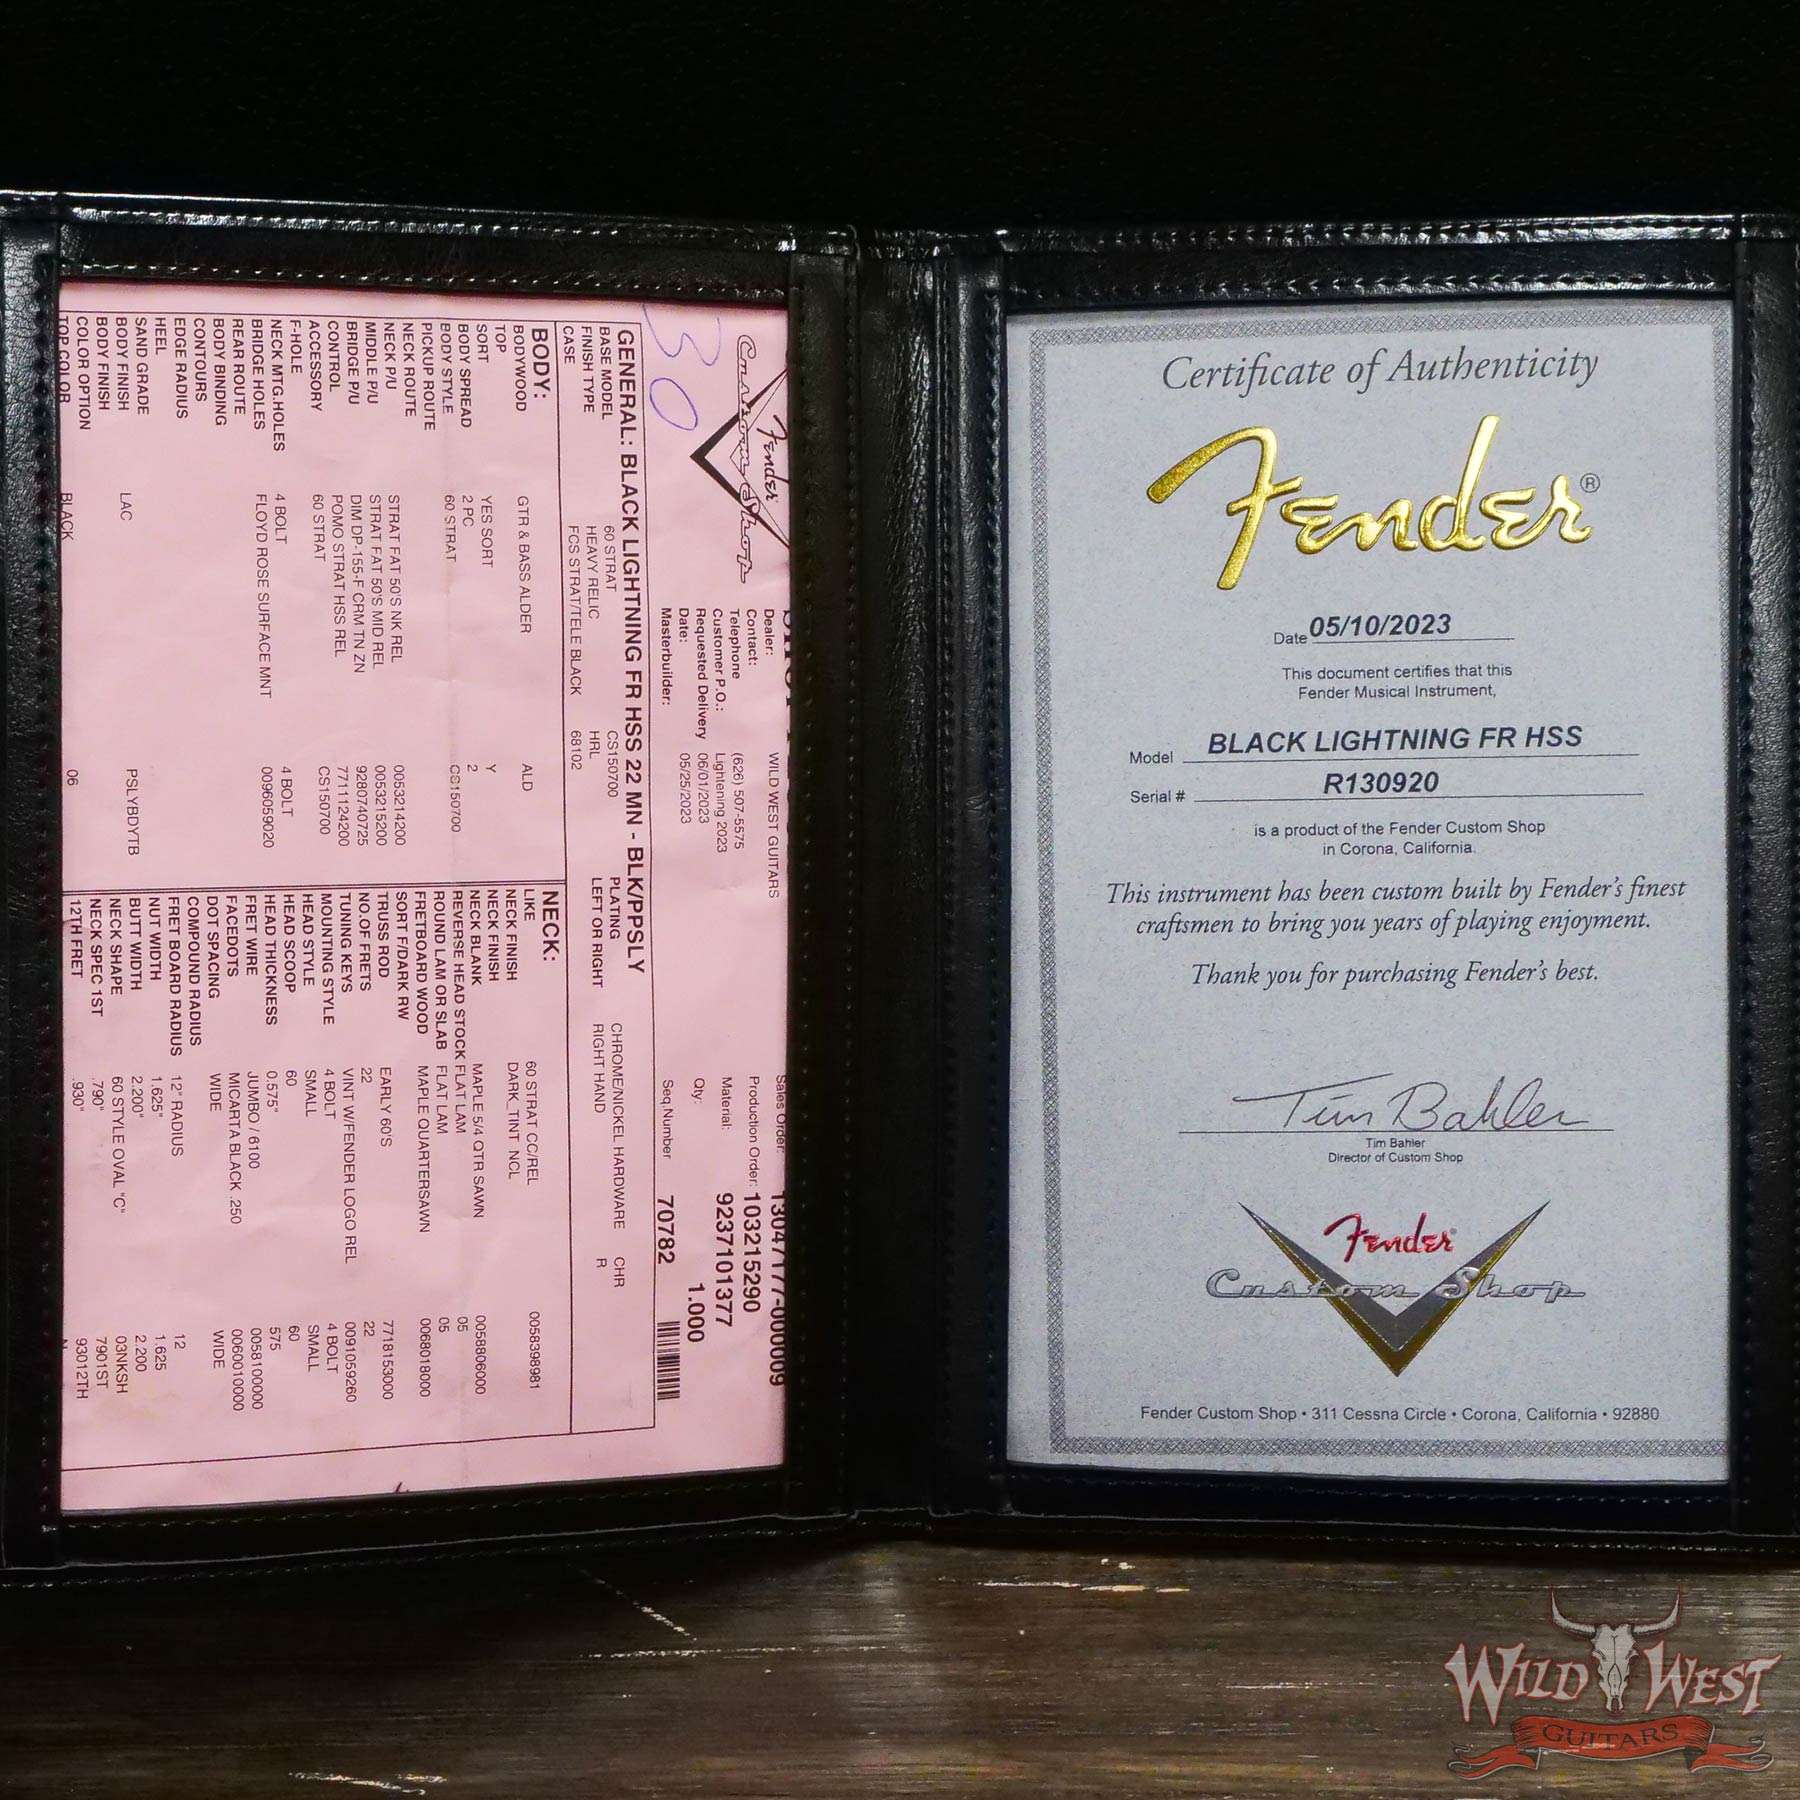 30
Fender
Custom Shop
Dealer: WILD WEST GUITARS
Contact:
Telephone (626) 507-5575
Customer P.O.: Lightening 2023
Requested Delivery 06/01/2023
Date: 05/25/2023
Masterbuilder:
Sales Order: 13047177-000009
Production Order: 103215290
Material: 9237101377
Qty: 1.000
Seq.Number 70782
GENERAL: BLACK LIGHTNING FR HSS 22 MN - BLK/PPSLY
BASE MODEL 60 STRAT CS150700 PLATING CHROME/NICKEL HARDWARE CHR
FINISH TYPE HEAVY RELIC HRL LEFT OR RIGHT RIGHT HAND R
CASE FCS STRAT/TELE BLACK 68102
BODY:
BODYWOOD GTR & BASS ALDER ALD
TOP
SORT YES SORT Y
BODY SPREAD 2 PC 2
BODY STYLE 60 STRAT CS150700
PICKUP ROUTE
NECK ROUTE
NECK P/U STRAT FAT 50'S NK REL 0053214200
MIDDLE P/U STRAT FAT 50'S MID REL 0053215200
BRIDGE P/U DIM DP-155-F CRM TN ZN 9280740725
CONTROL POMO STRAT HSS REL 7711124200
ACCESSORY 60 STRAT CS150700
F-HOLE
NECK MTG.HOLES 4 BOLT 4 BOLT
BRIDGE HOLES FLOYD ROSE SURFACE MNT 0096059020
REAR ROUTE
BODY BINDING
CONTOURS
EDGE RADIUS
HEEL
SAND GRADE
BODY FINISH LAC PSLYBDYTB
BODY FINISH
COLOR OPTION
TOP COLOR BLACK 06
NECK:
LIKE 60 STRAT CC/REL 0058398981
NECK FINISH DARK_TINT NCL
NECK FINISH
NECK BLANK MAPLE 5/4 QTR SAWN 0058806000
REVERSE HEAD STOCK FLAT LAM 05
ROUND LAM OR SLAB FLAT LAM 05
FRETBOARD WOOD MAPLE QUARTERSAWN 0068018000
SORT F/DARK RW
TRUSS ROD EARLY 60'S 7718153000
NO.OF FRETS 22 22
TUNING KEYS VINT W/FENDER LOGO REL 0091059260
MOUNTING STYLE 4 BOLT 4 BOLT
HEAD STYLE SMALL SMALL
HEAD SCOOP 60 60
HEAD THICKNESS 0.575" 575
FRET WIRE JUMBO / 6100 0058100000
FACEDOTS MICARTA BLACK .250 0060010000
DOT SPACING WIDE WIDE
COMPOUND RADIUS
FRET BOARD RADIUS 12" RADIUS 12
NUT WIDTH 1.625" 1.625
BUTT WIDTH 2.200" 2.200
NECK SHAPE 60 STYLE OVAL "C" 03NKSH
NECK SPEC 1ST .790" 7901ST
12TH FRET .930" 93012TH
Certificate of Authenticity
Fender®
Date 05/10/2023
This document certifies that this
Fender Musical Instrument,
Model BLACK LIGHTNING FR HSS
Serial # R130920
is a product of the Fender Custom Shop
in Corona, California.
This instrument has been custom built by Fender's finest
craftsmen to bring you years of playing enjoyment.
Thank you for purchasing Fender's best.
Tim Bahler
Tim Bahler
Director of Custom Shop
Fender
Custom Shop
Fender Custom Shop • 311 Cessna Circle • Corona, California • 92880
WILD WEST
GUITARS